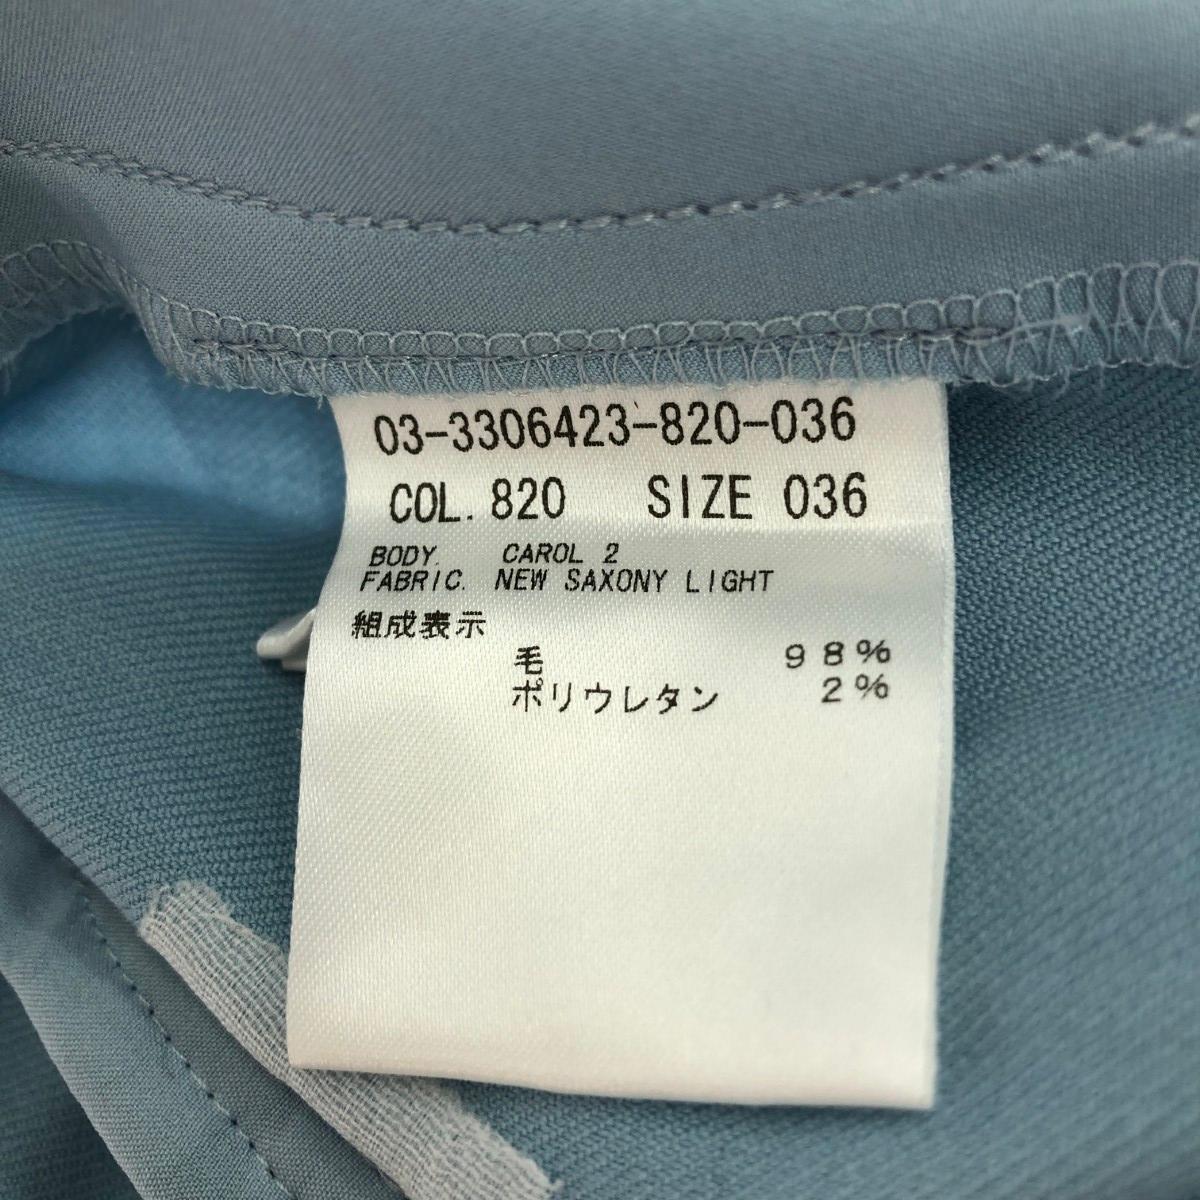 03-3306423-820-036
COL. 820 SIZE 036
BODY. CAROL 2
FABRIC. NEW SAXONY LIGHT
組成表示
毛 98%
ポリウレタン 2%